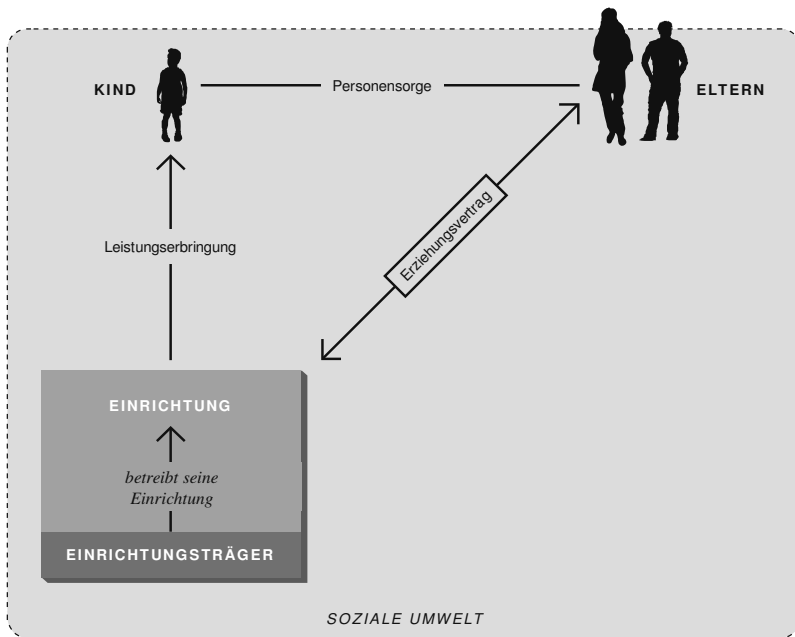 KIND
Personensorge
ELTERN
Erziehungsvertrag
Leistungserbringung
EINRICHTUNG
betreibt seine
Einrichtung
EINRICHTUNGSTRÄGER
SOZIALE UMWELT